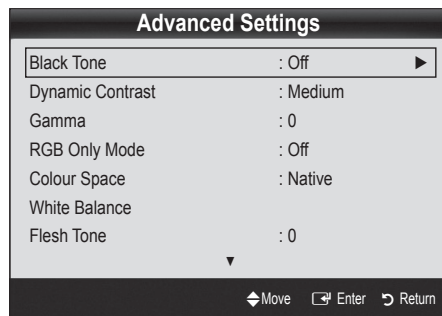 Advanced Settings
Black Tone : Off ▶
Dynamic Contrast : Medium
Gamma : 0
RGB Only Mode : Off
Colour Space : Native
White Balance
Flesh Tone : 0
▼
Move Enter Return